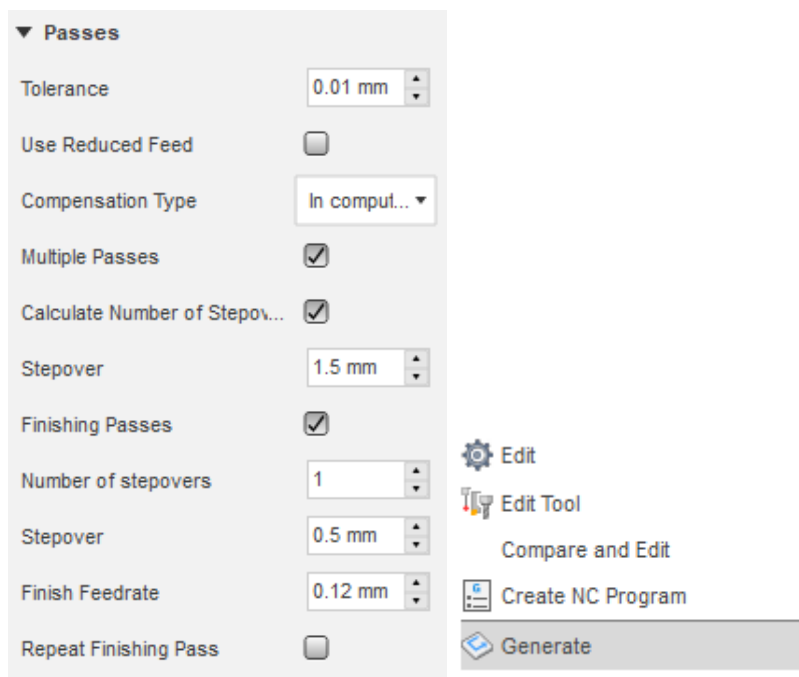 Passes
Tolerance 0.01 mm
Use Reduced Feed
Compensation Type In comput...
Multiple Passes
Calculate Number of Stepov...
Stepover 1.5 mm
Finishing Passes
Number of stepovers 1
Stepover 0.5 mm
Finish Feedrate 0.12 mm
Repeat Finishing Pass
Edit
Edit Tool
Compare and Edit
G
Create NC Program
Generate